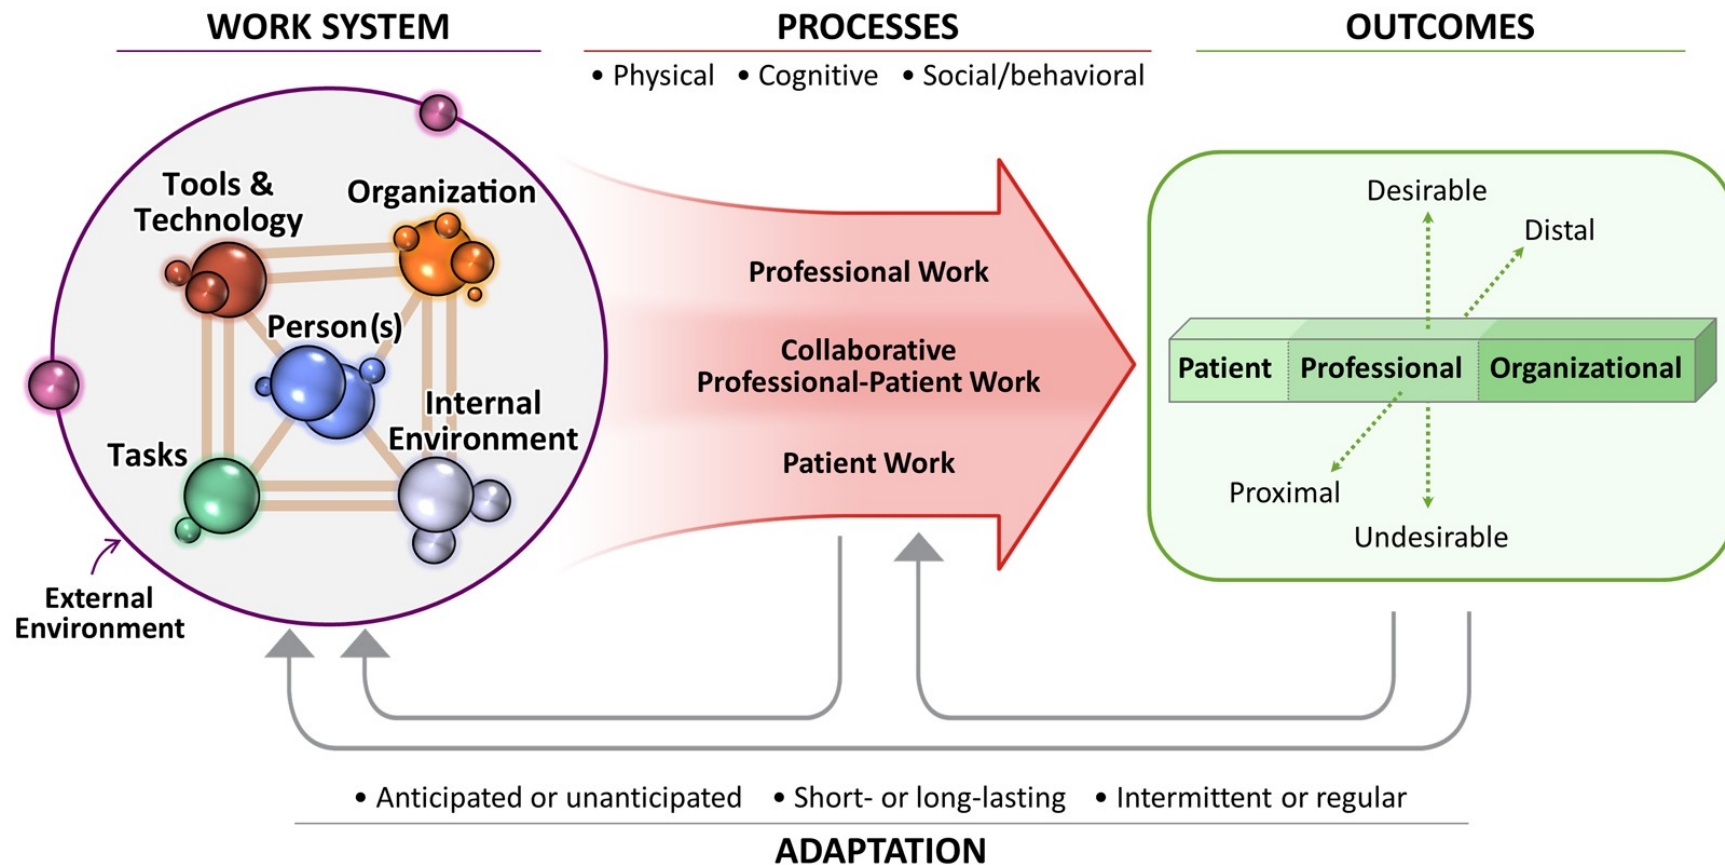 WORK SYSTEM
PROCESSES
OUTCOMES
• Physical • Cognitive • Social/behavioral
Tools &
Technology
Organization
Person(s)
Internal
Environment
Tasks
External
Environment
Professional Work
Collaborative
Professional-Patient Work
Patient Work
Desirable
Distal
Patient
Professional
Organizational
Proximal
Undesirable
• Anticipated or unanticipated • Short- or long-lasting • Intermittent or regular
ADAPTATION